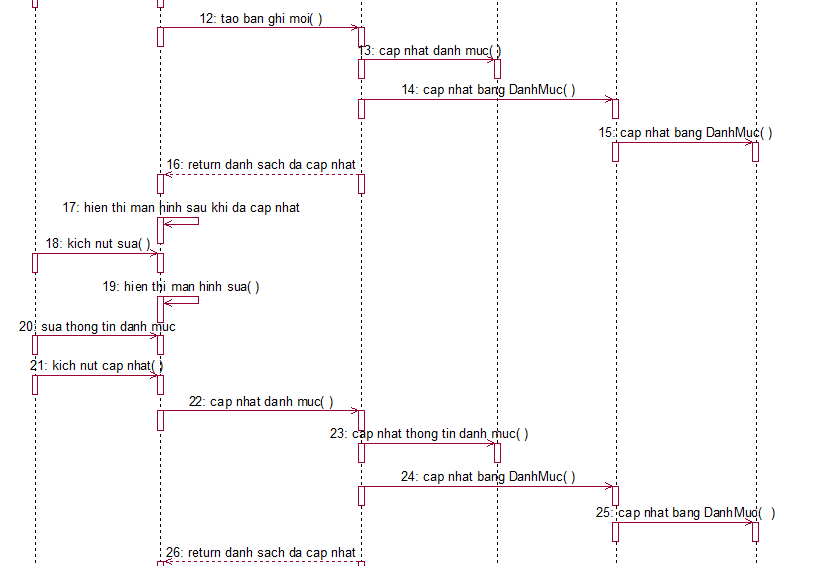 12: tao ban ghi moi( )
13: cap nhat danh muc( )
14: cap nhat bang DanhMuc( )
15: cap nhat bang DanhMuc( )
16: return danh sach da cap nhat
17: hien thi man hinh sau khi da cap nhat
18: kich nut sua( )
19: hien thi man hinh sua( )
20: sua thong tin danh muc
21: kich nut cap nhat( )
22: cap nhat danh muc( )
23: cap nhat thong tin danh muc( )
24: cap nhat bang DanhMuc( )
25: cap nhat bang DanhMuc( )
26: return danh sach da cap nhat